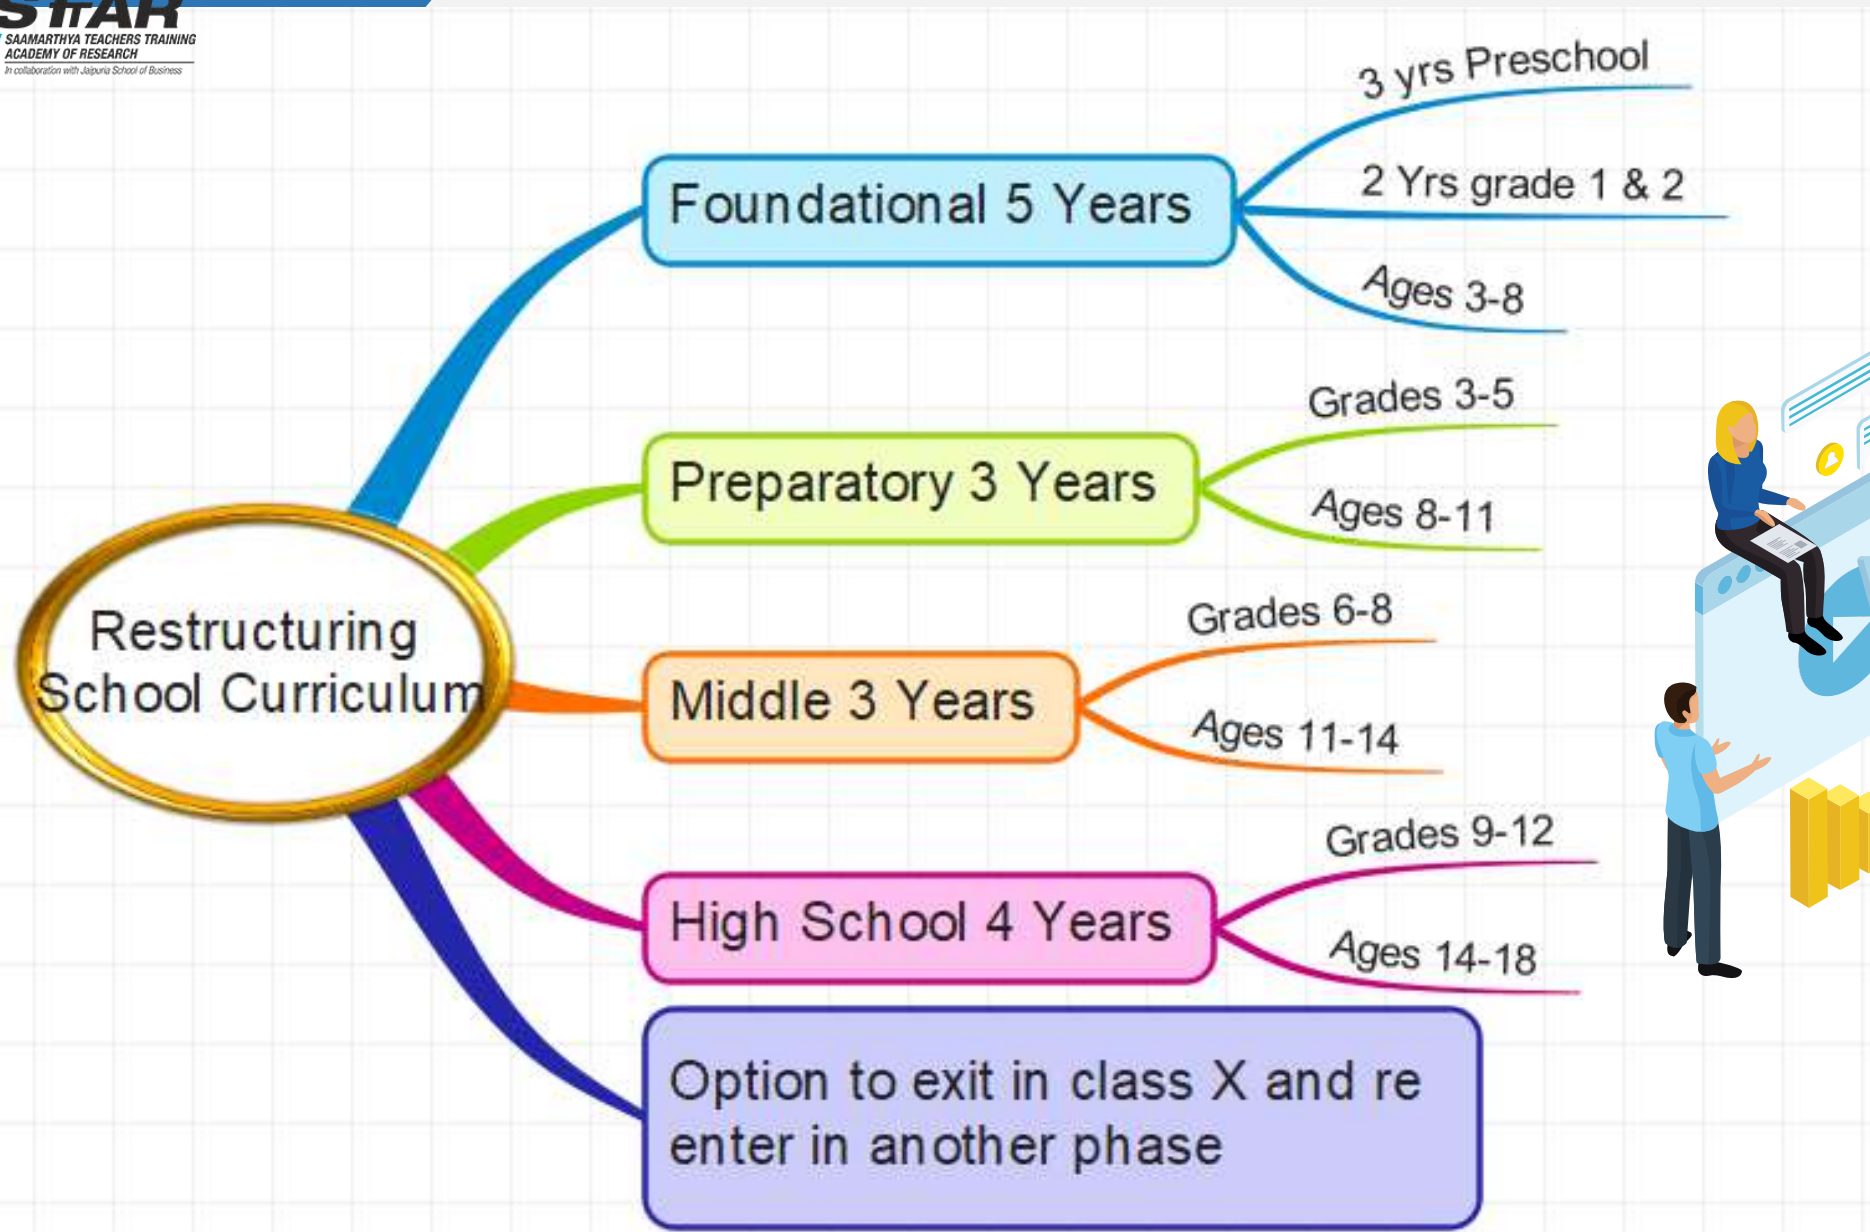 STTAR
SAAMARTHYA TEACHERS TRAINING
ACADEMY OF RESEARCH
In collaboration with Jaipuria School of Business
Restructuring
School Curriculum
Foundational 5 Years
3 yrs Preschool
2 Yrs grade 1 & 2
Ages 3-8
Preparatory 3 Years
Grades 3-5
Ages 8-11
Middle 3 Years
Grades 6-8
Ages 11-14
High School 4 Years
Grades 9-12
Ages 14-18
Option to exit in class X and re
enter in another phase